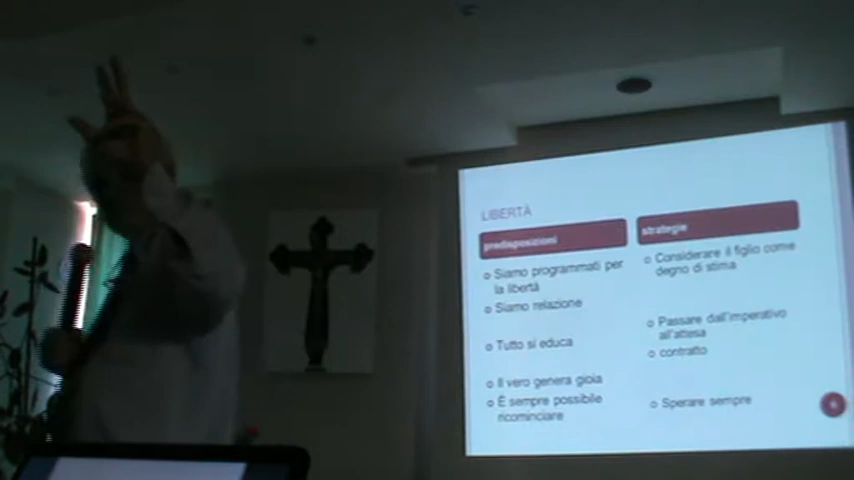 LIBERTÀ
predisposizioni
strategie
Siamo programmati per
la libertà
Siamo relazione
Tutto si educa
Il vero genera gioia
È sempre possibile
ricominciare
Considerare il figlio come
degno di stima
Passare dall'imperativo
all'attesa
contratto
Sperare sempre